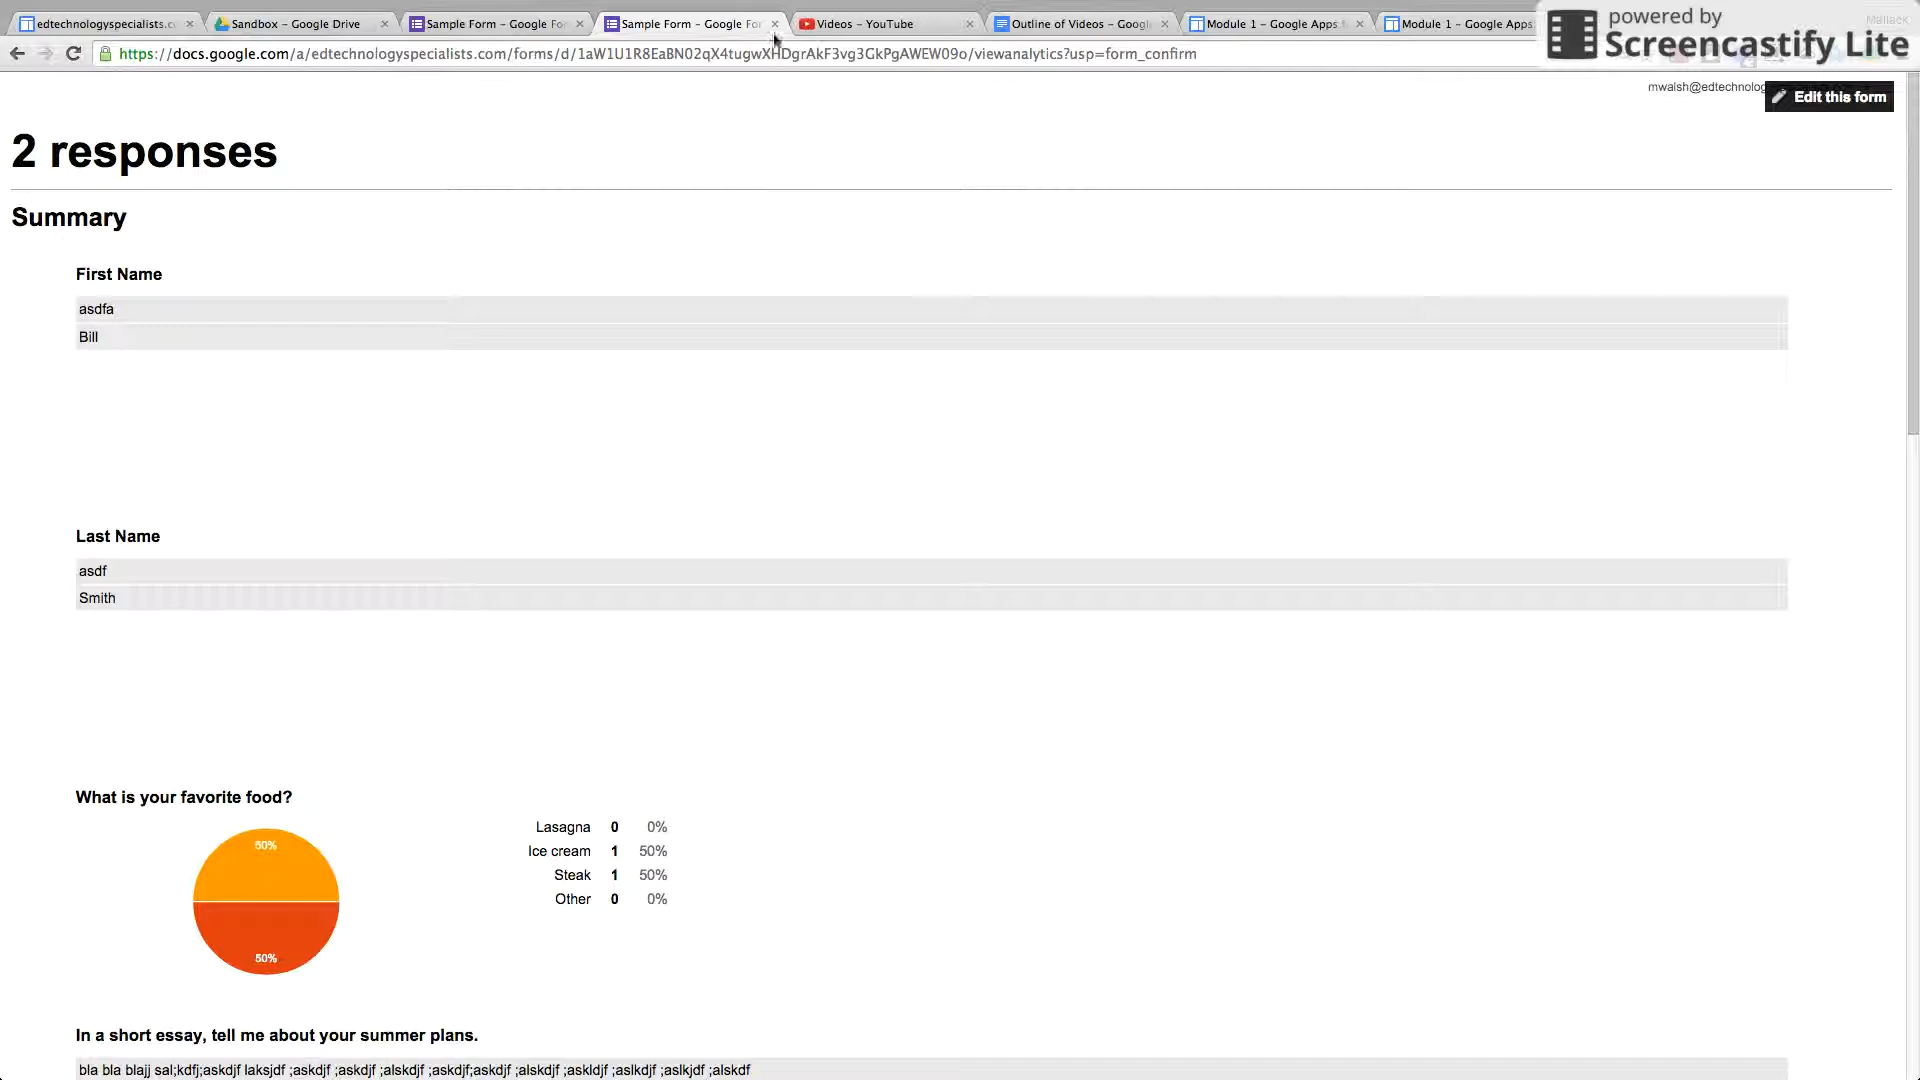 edtechnologyspecialists.c
Sandbox – Google Drive
Sample Form – Google Fo
Sample Form – Google For
Videos – YouTube
Outline of Videos – Googl
Module 1 – Google Apps
Module 1 – Google Apps
Mallack
powered by
Screencastify Lite
https://docs.google.com/a/edtechnologyspecialists.com/forms/d/1aW1U1R8EaBN02qX4tugwXHDgrAkF3vg3GkPgAWEW09o/viewanalytics?usp=form_confirm
mwalsh@edtechnolog
Edit this form
2 responses
Summary
First Name
asdfa
Bill
Last Name
asdf
Smith
What is your favorite food?
50%
50%
Lasagna 0 0%
Ice cream 1 50%
Steak 1 50%
Other 0 0%
In a short essay, tell me about your summer plans.
bla bla blajj sal;kdfj;askdjf laksjdf ;askdjf ;askdjf ;alskdjf ;askdjf;askdjf ;alskdjf ;askldjf ;aslkdjf ;aslkjdf ;alskdf